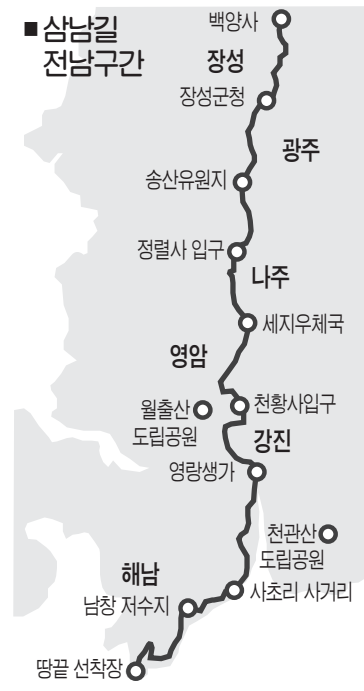 ■ 삼남길
전남구간
백양사
장성
장성군청
광주
송산유원지
정렬사 입구
나주
세지우체국
영암
월출산
도립공원
천황사입구
강진
영랑생가
천관산
도립공원
해남
남창 저수지
사초리 사거리
땅끝 선착장